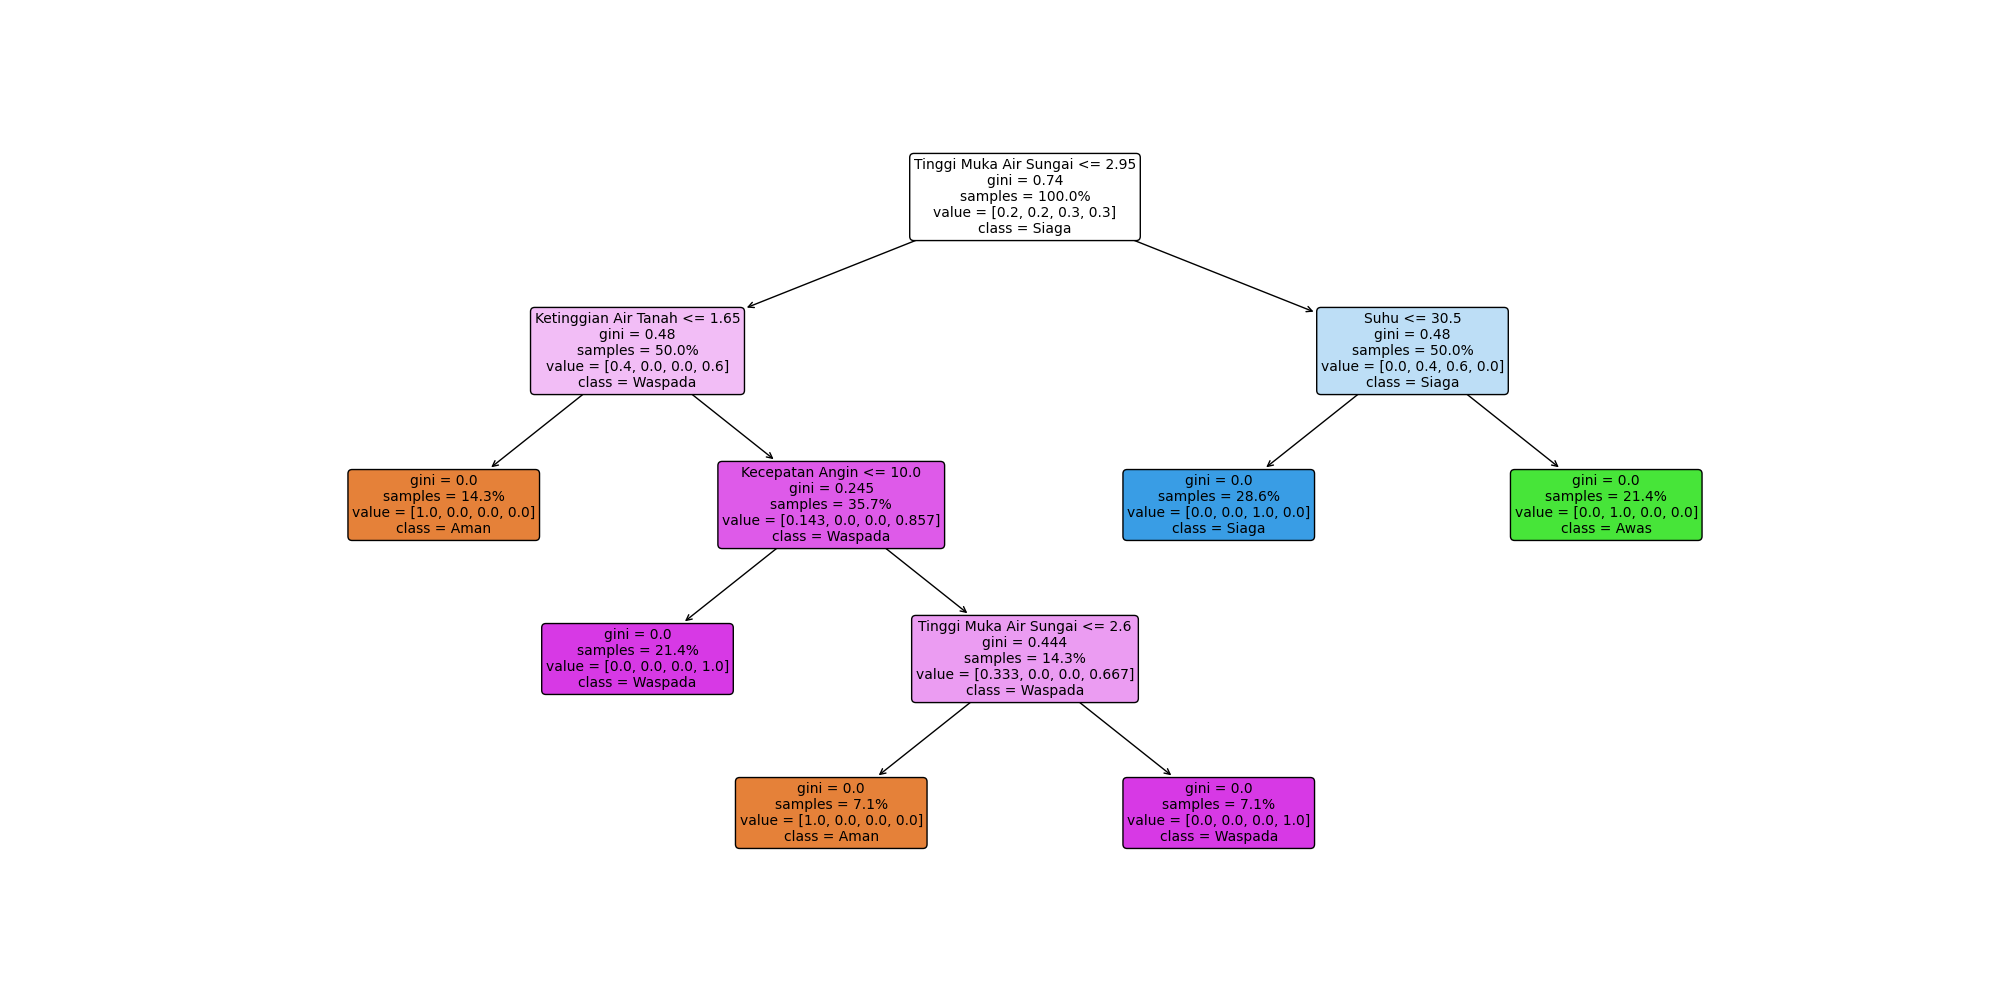 Tinggi Muka Air Sungai <= 2.95
gini = 0.74
samples = 100.0%
value = [0.2, 0.2, 0.3, 0.3]
class = Siaga
Ketinggian Air Tanah <= 1.65
gini = 0.48
samples = 50.0%
value = [0.4, 0.0, 0.0, 0.6]
class = Waspada
Suhu <= 30.5
gini = 0.48
samples = 50.0%
value = [0.0, 0.4, 0.6, 0.0]
class = Siaga
gini = 0.0
samples = 14.3%
value = [1.0, 0.0, 0.0, 0.0]
class = Aman
Kecepatan Angin <= 10.0
gini = 0.245
samples = 35.7%
value = [0.143, 0.0, 0.0, 0.857]
class = Waspada
gini = 0.0
samples = 28.6%
value = [0.0, 0.0, 1.0, 0.0]
class = Siaga
gini = 0.0
samples = 21.4%
value = [0.0, 1.0, 0.0, 0.0]
class = Awas
gini = 0.0
samples = 21.4%
value = [0.0, 0.0, 0.0, 1.0]
class = Waspada
Tinggi Muka Air Sungai <= 2.6
gini = 0.444
samples = 14.3%
value = [0.333, 0.0, 0.0, 0.667]
class = Waspada
gini = 0.0
samples = 7.1%
value = [1.0, 0.0, 0.0, 0.0]
class = Aman
gini = 0.0
samples = 7.1%
value = [0.0, 0.0, 0.0, 1.0]
class = Waspada